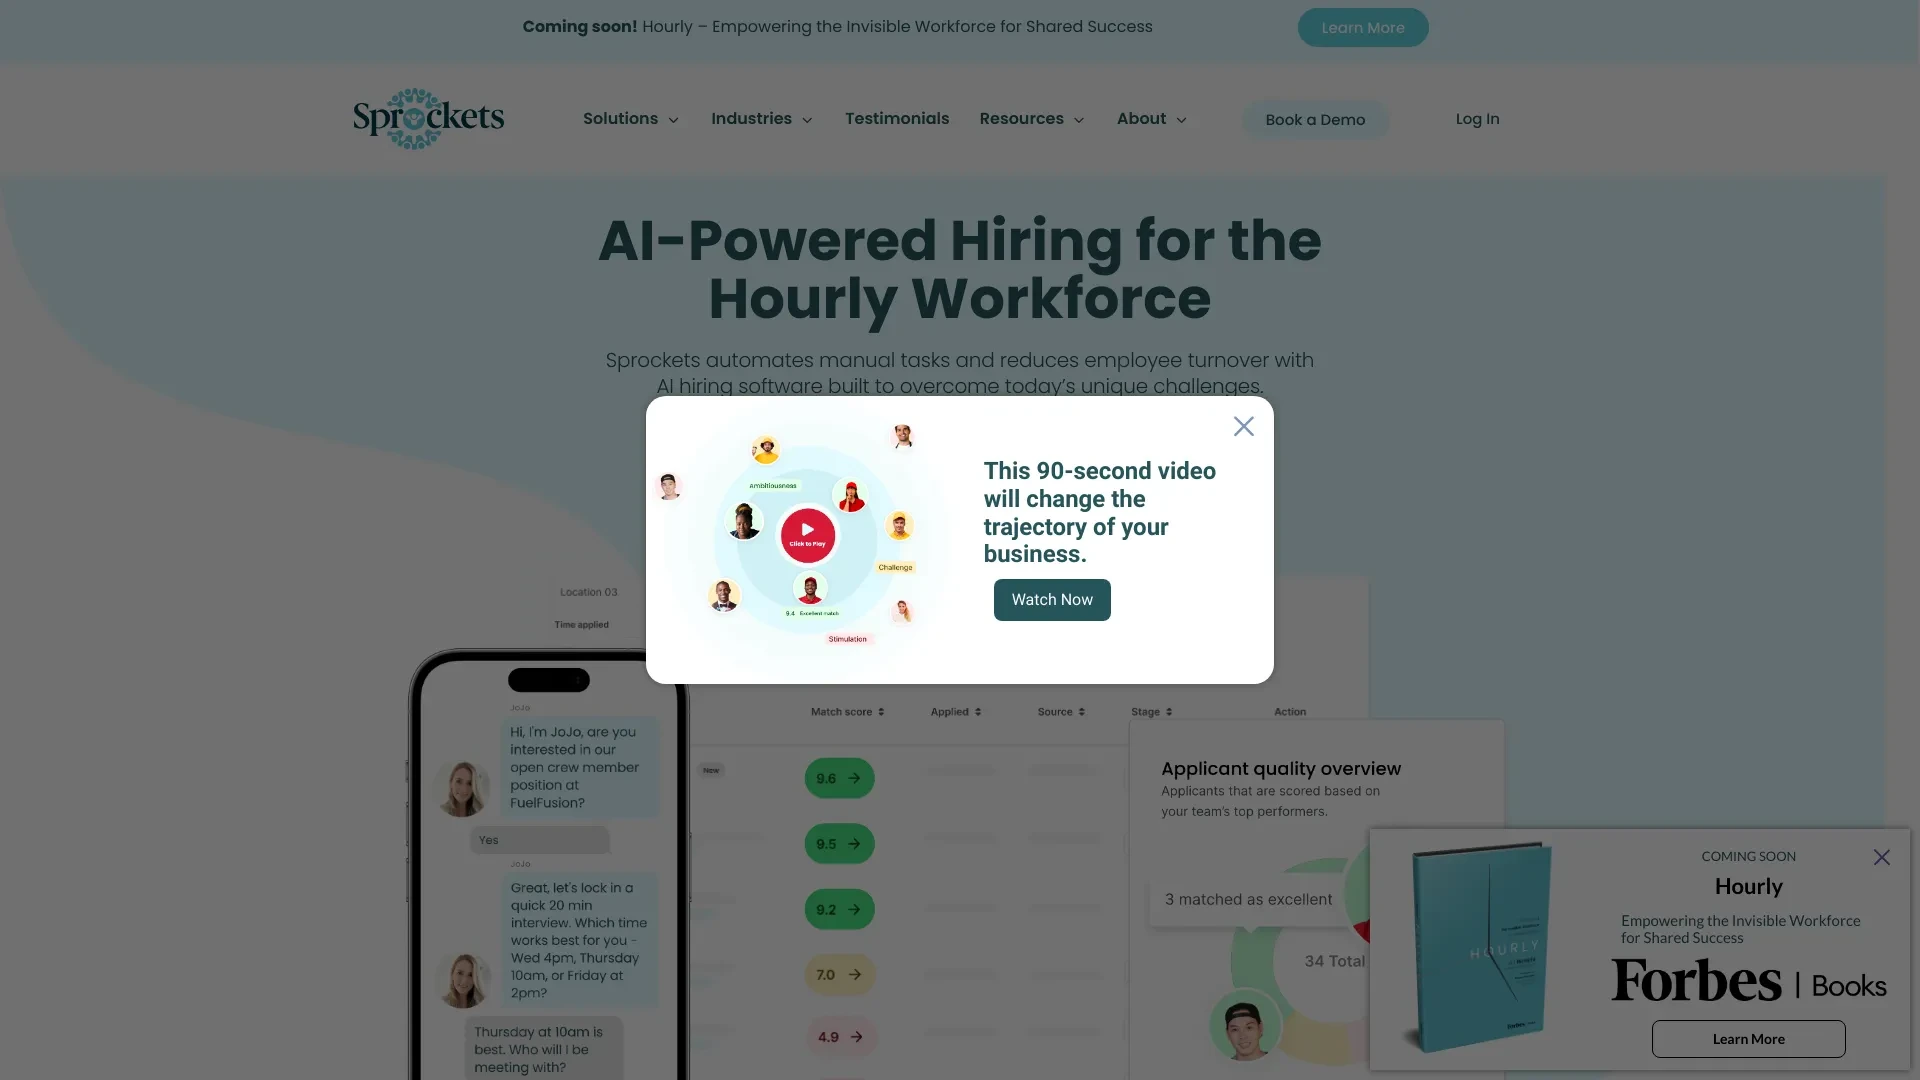 Coming soon! Hourly – Empowering the Invisible Workforce for Shared Success
Learn More
Sprockets
Solutions
Industries
Testimonials
Resources
About
Book a Demo
Log In
AI-Powered Hiring for the
Hourly Workforce
Sprockets automates manual tasks and reduces employee turnover with
AI hiring software built to overcome today's unique challenges.
Ambitiousness
Click to Play
Challenge
9.4 Excellent match
Stimulation
This 90-second video
will change the
trajectory of your
business.
Watch Now
Location 03
Time applied
Match score
Applied
Source
Stage
Action
New
9.6
9.5
9.2
7.0
4.9
JoJo
Hi, I'm JoJo, are you
interested in our
open crew member
position at
FuelFusion?
Yes
JoJo
Great, let's lock in a
quick 20 min
interview. Which time
works best for you -
Wed 4pm, Thursday
10am, or Friday at
2pm?
Thursday at 10am is
best. Who will I be
meeting with?
Applicant quality overview
Applicants that are scored based on
your team's top performers.
3 matched as excellent
34 Total
COMING SOON
Hourly
Empowering the Invisible Workforce
for Shared Success
Forbes | Books
Learn More
HOURLY